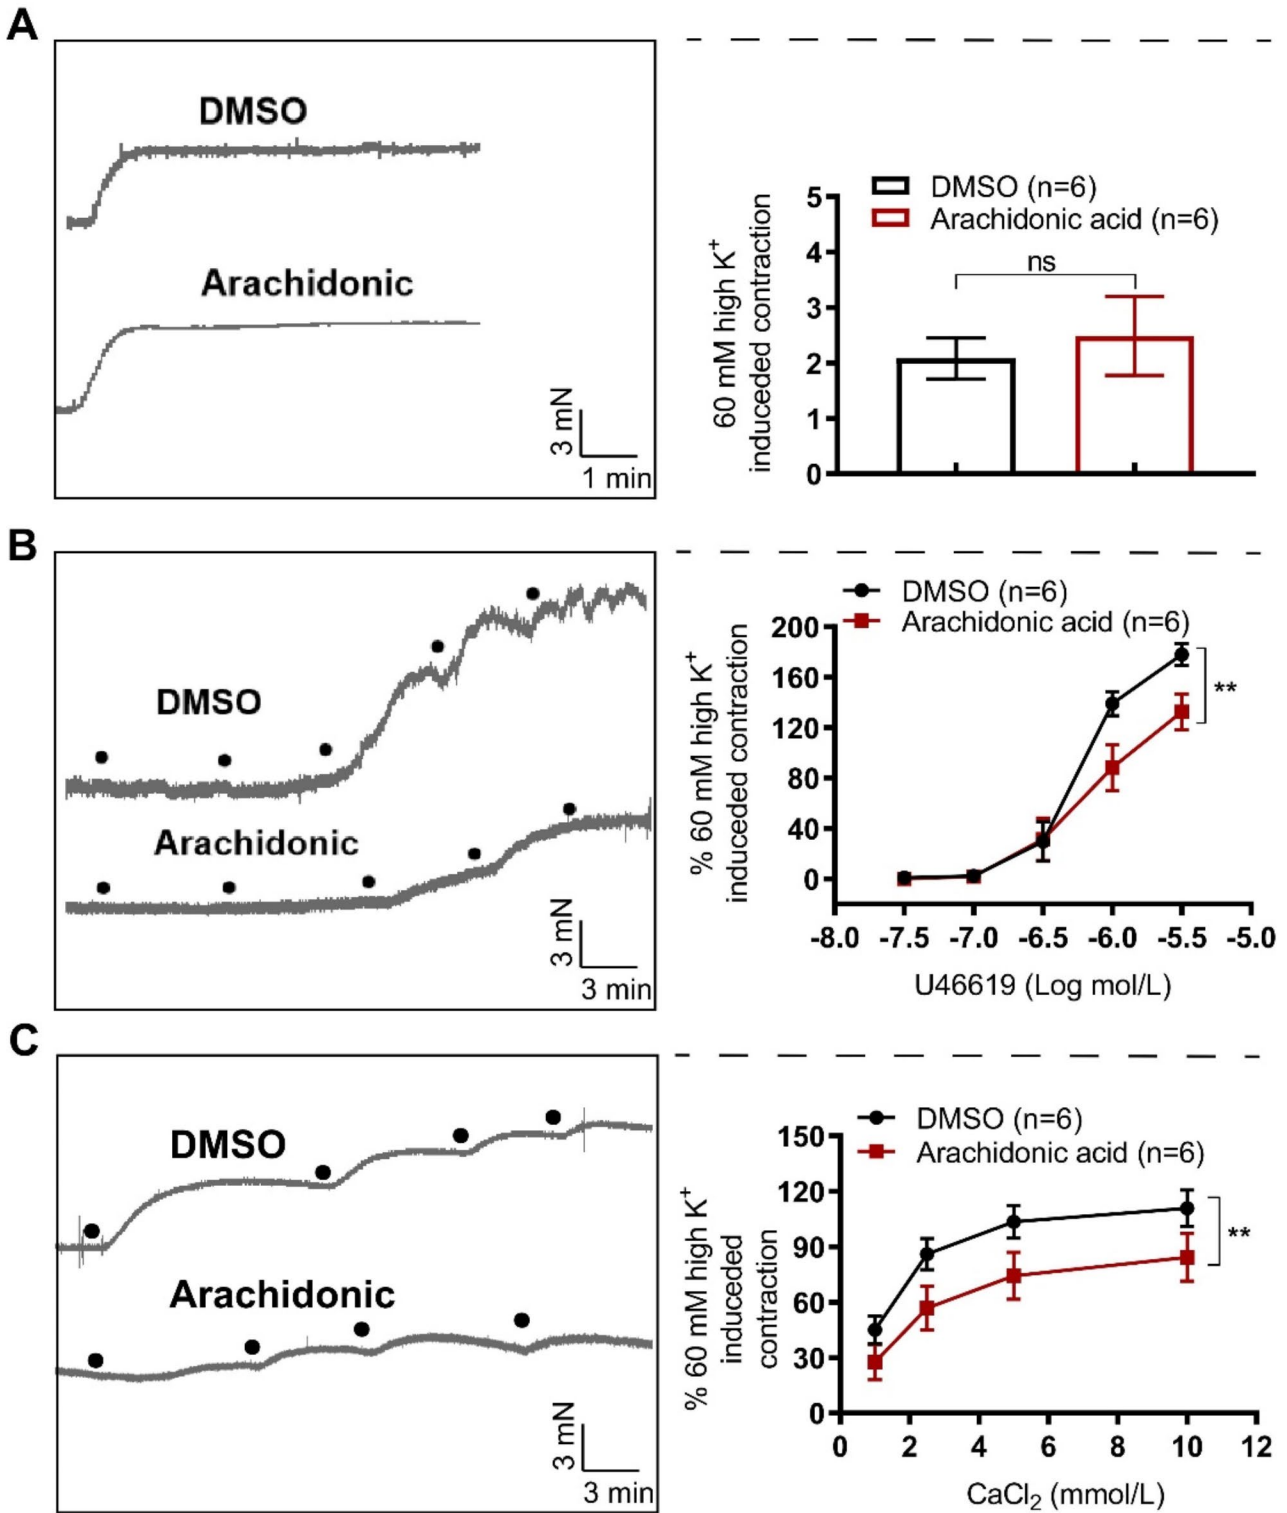 A
DMSO
Arachidonic
3 mN
1 min
60 mM high K⁺
induceded contraction
DMSO (n=6)
Arachidonic acid (n=6)
ns
5
4
3
2
1
0
B
DMSO
Arachidonic
3 mN
3 min
% 60 mM high K⁺
induceded contraction
DMSO (n=6)
Arachidonic acid (n=6)
**
200
160
120
80
40
0
-8.0 -7.5 -7.0 -6.5 -6.0 -5.5 -5.0
U46619 (Log mol/L)
C
DMSO
Arachidonic
3 mN
3 min
% 60 mM high K⁺
induceded
contraction
DMSO (n=6)
Arachidonic acid (n=6)
**
150
120
90
60
30
0
0 2 4 6 8 10 12
CaCl₂ (mmol/L)